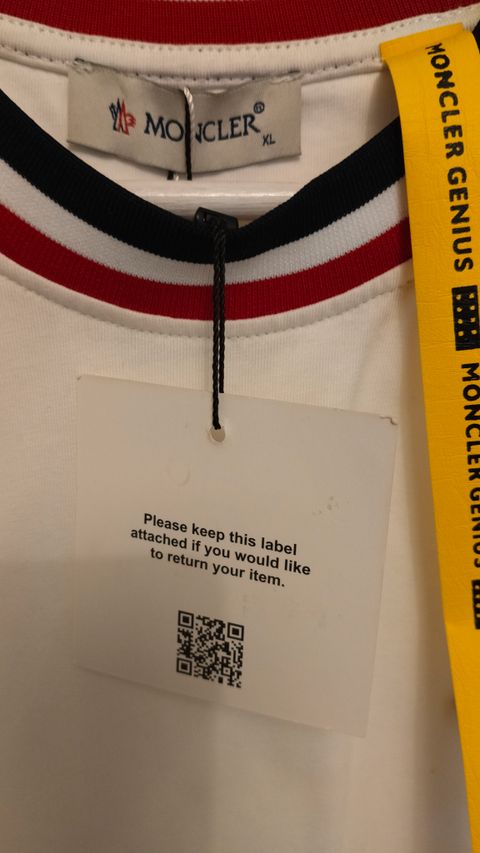 MONCLER®
XL
MONCLER GENIUS
MONCLER GENIUS
Please keep this label
attached if you would like
to return your item.